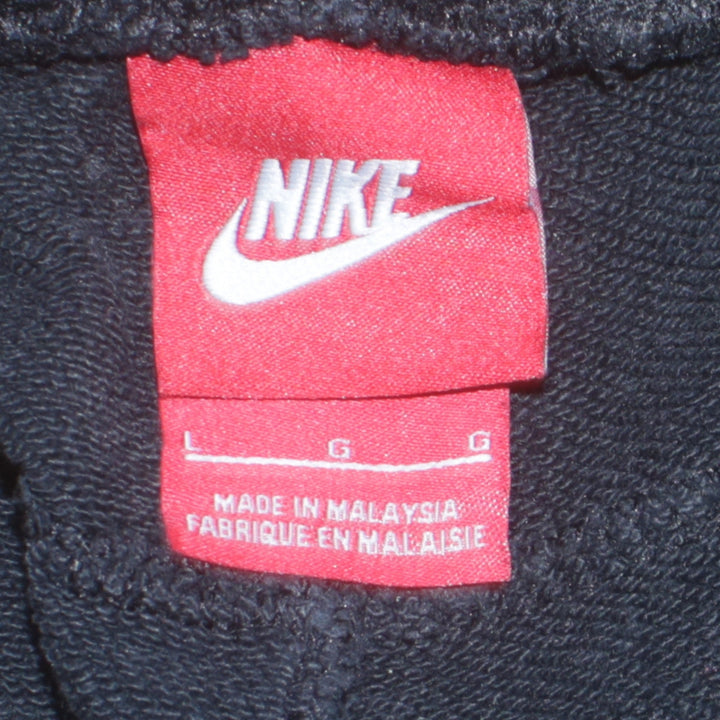 NIKE
L G G
MADE IN MALAYSIA
FABRIQUE EN MALAISIE